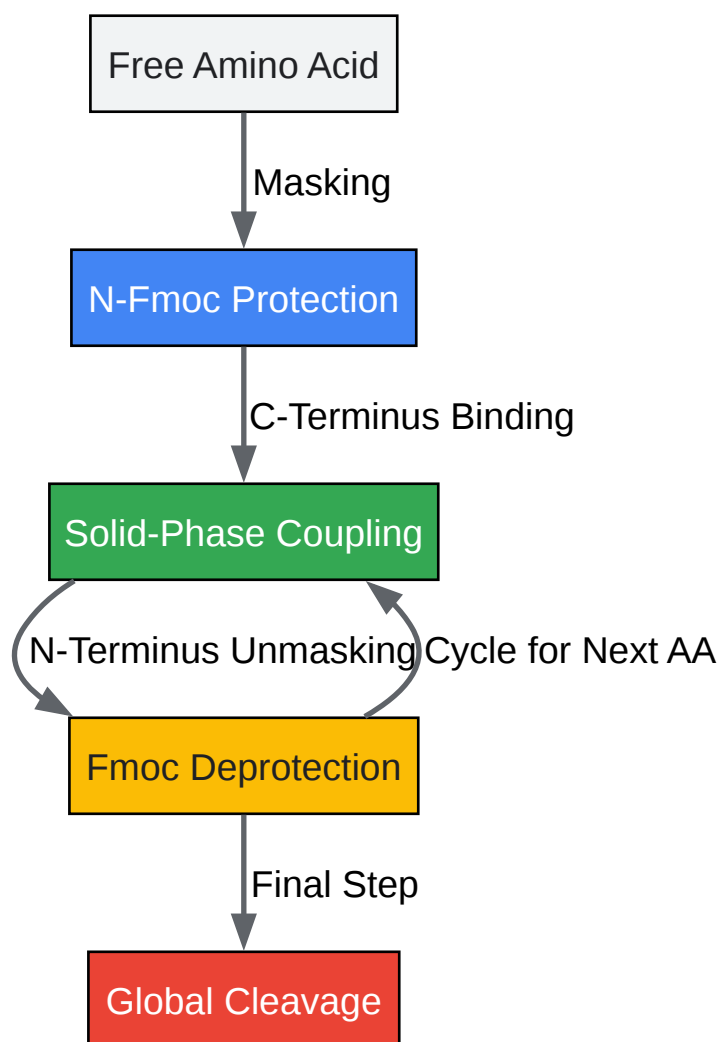 Free Amino Acid
Masking
N-Fmoc Protection
C-Terminus Binding
Solid-Phase Coupling
N-Terminus Unmasking
Cycle for Next AA
Fmoc Deprotection
Final Step
Global Cleavage